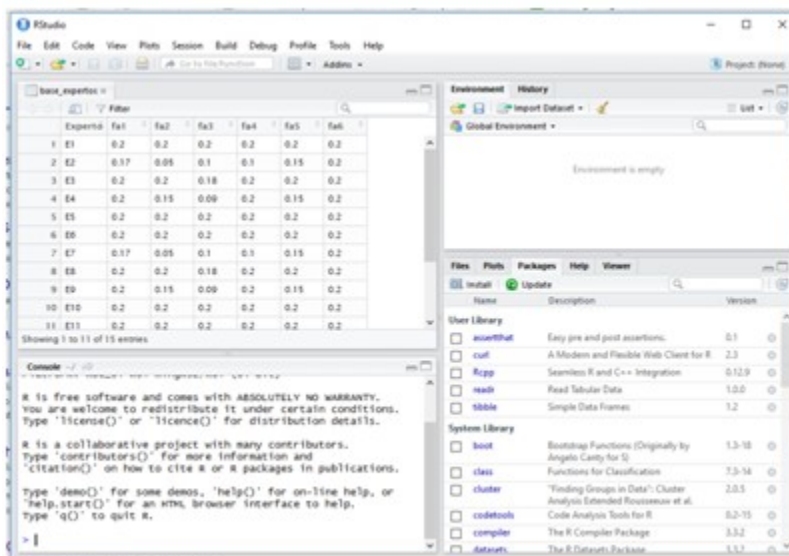 RStudio
File Edit Code View Plots Session Build Debug Profile Tools Help
Go to file/function Addins Project: (None)
base_expertos
Filter
Experto fa1 fa2 fa3 fa4 fa5 fa6
1 E1 0.2 0.2 0.2 0.2 0.2 0.2
2 E2 0.17 0.05 0.1 0.1 0.15 0.2
3 E3 0.2 0.2 0.18 0.2 0.2 0.2
4 E4 0.2 0.15 0.09 0.2 0.15 0.2
5 E5 0.2 0.2 0.2 0.2 0.2 0.2
6 E6 0.2 0.2 0.2 0.2 0.2 0.2
7 E7 0.17 0.05 0.1 0.1 0.15 0.2
8 E8 0.2 0.2 0.18 0.2 0.2 0.2
9 E9 0.2 0.15 0.09 0.2 0.15 0.2
10 E10 0.2 0.2 0.2 0.2 0.2 0.2
11 E11 0.2 0.2 0.2 0.2 0.2 0.2
Showing 1 to 11 of 15 entries
Console ~/
R is free software and comes with ABSOLUTELY NO WARRANTY.
You are welcome to redistribute it under certain conditions.
Type 'license()' or 'licence()' for distribution details.
R is a collaborative project with many contributors.
Type 'contributors()' for more information and
'citation()' on how to cite R or R packages in publications.
Type 'demo()' for some demos, 'help()' for on-line help, or
'help.start()' for an HTML browser interface to help.
Type 'q()' to quit R.
>
Environment History
Import Dataset List
Global Environment
Environment is empty
Files Plots Packages Help Viewer
Install Update
Name Description Version
User Library
assertthat Easy pre and post assertions. 0.1
curl A Modern and Flexible Web Client for R 2.3
Rcpp Seamless R and C++ Integration 0.12.9
readr Read Tabular Data 1.0.0
tibble Simple Data Frames 1.2
System Library
boot Bootstrap Functions (Originally by Angelo Canty for S) 1.3-18
class Functions for Classification 7.3-14
cluster "Finding Groups in Data": Cluster Analysis Extended Rousseeuw et al. 2.0.5
codetools Code Analysis Tools for R 0.2-15
compiler The R Compiler Package 3.3.2
datasets The R Datasets Package 3.3.2